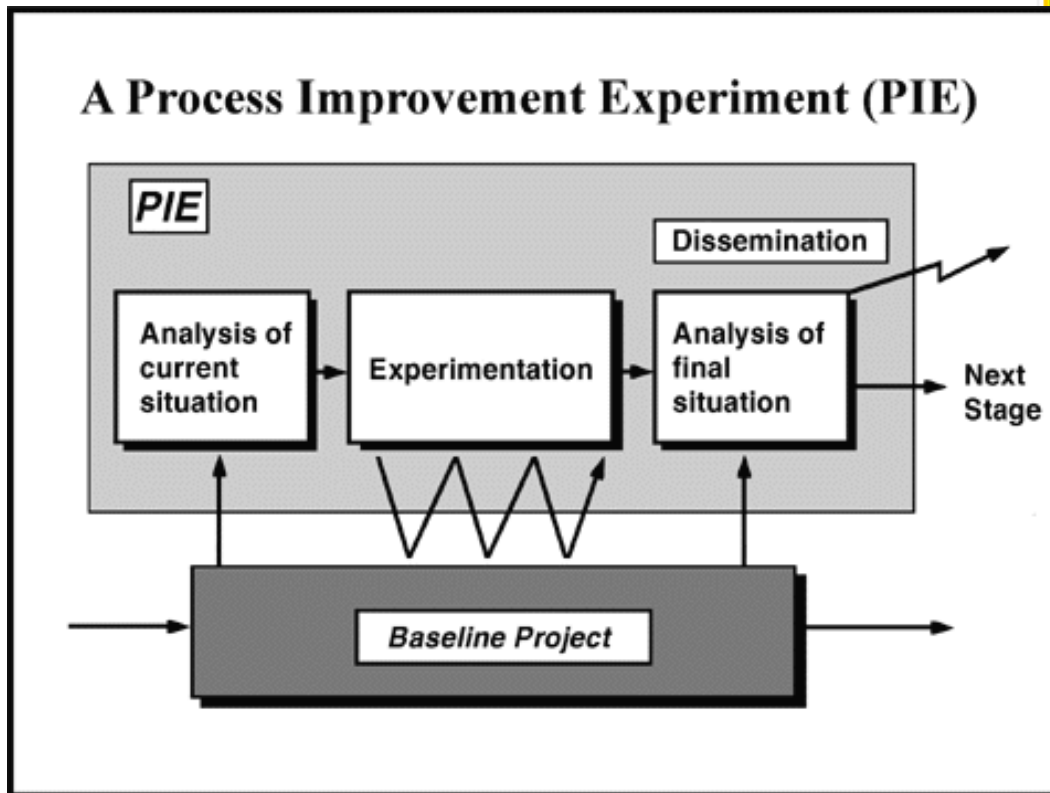 A Process Improvement Experiment (PIE)
PIE
Dissemination
Analysis of
current
situation
Experimentation
Analysis of
final
situation
Next
Stage
Baseline Project